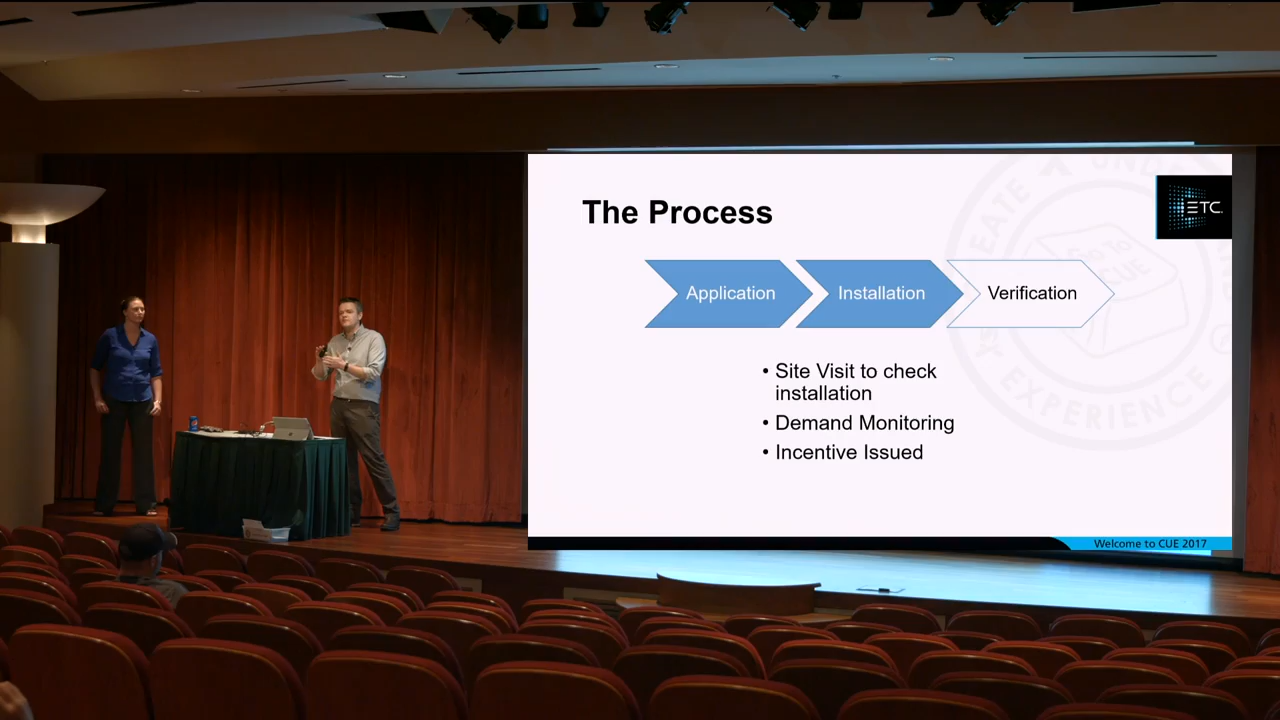 The Process
ETC
Application
Installation
Verification
• Site Visit to check
installation
• Demand Monitoring
• Incentive Issued
Welcome to CUE 2017